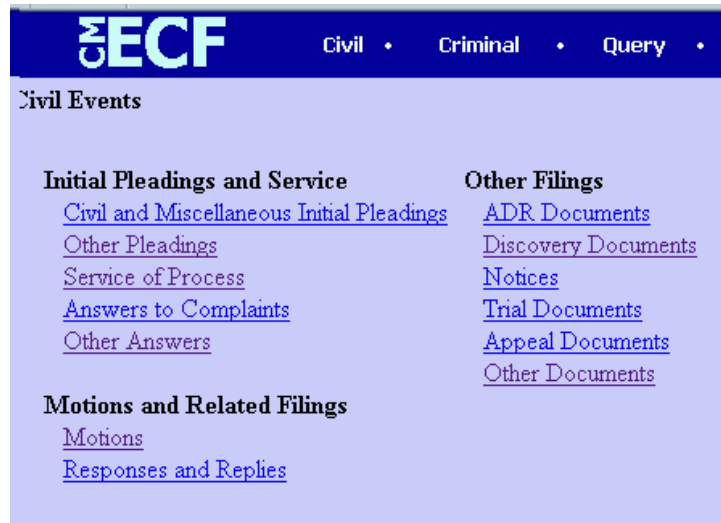 CM ECF Civil • Criminal • Query •
Civil Events
Initial Pleadings and Service
Civil and Miscellaneous Initial Pleadings
Other Pleadings
Service of Process
Answers to Complaints
Other Answers
Motions and Related Filings
Motions
Responses and Replies
Other Filings
ADR Documents
Discovery Documents
Notices
Trial Documents
Appeal Documents
Other Documents